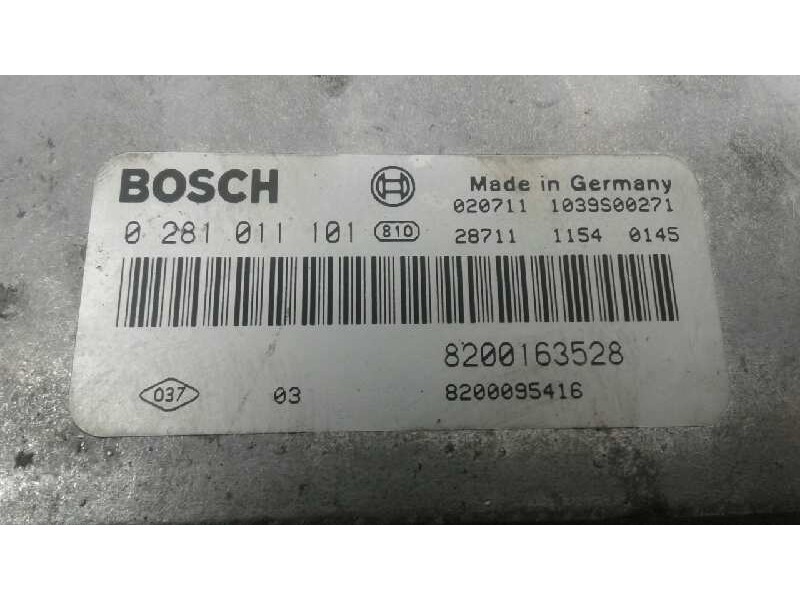 BOSCH
Made in Germany
020711 1039S00271
0 281 011 101 810 28711 1154 0145
8200163528
037 03 8200095416